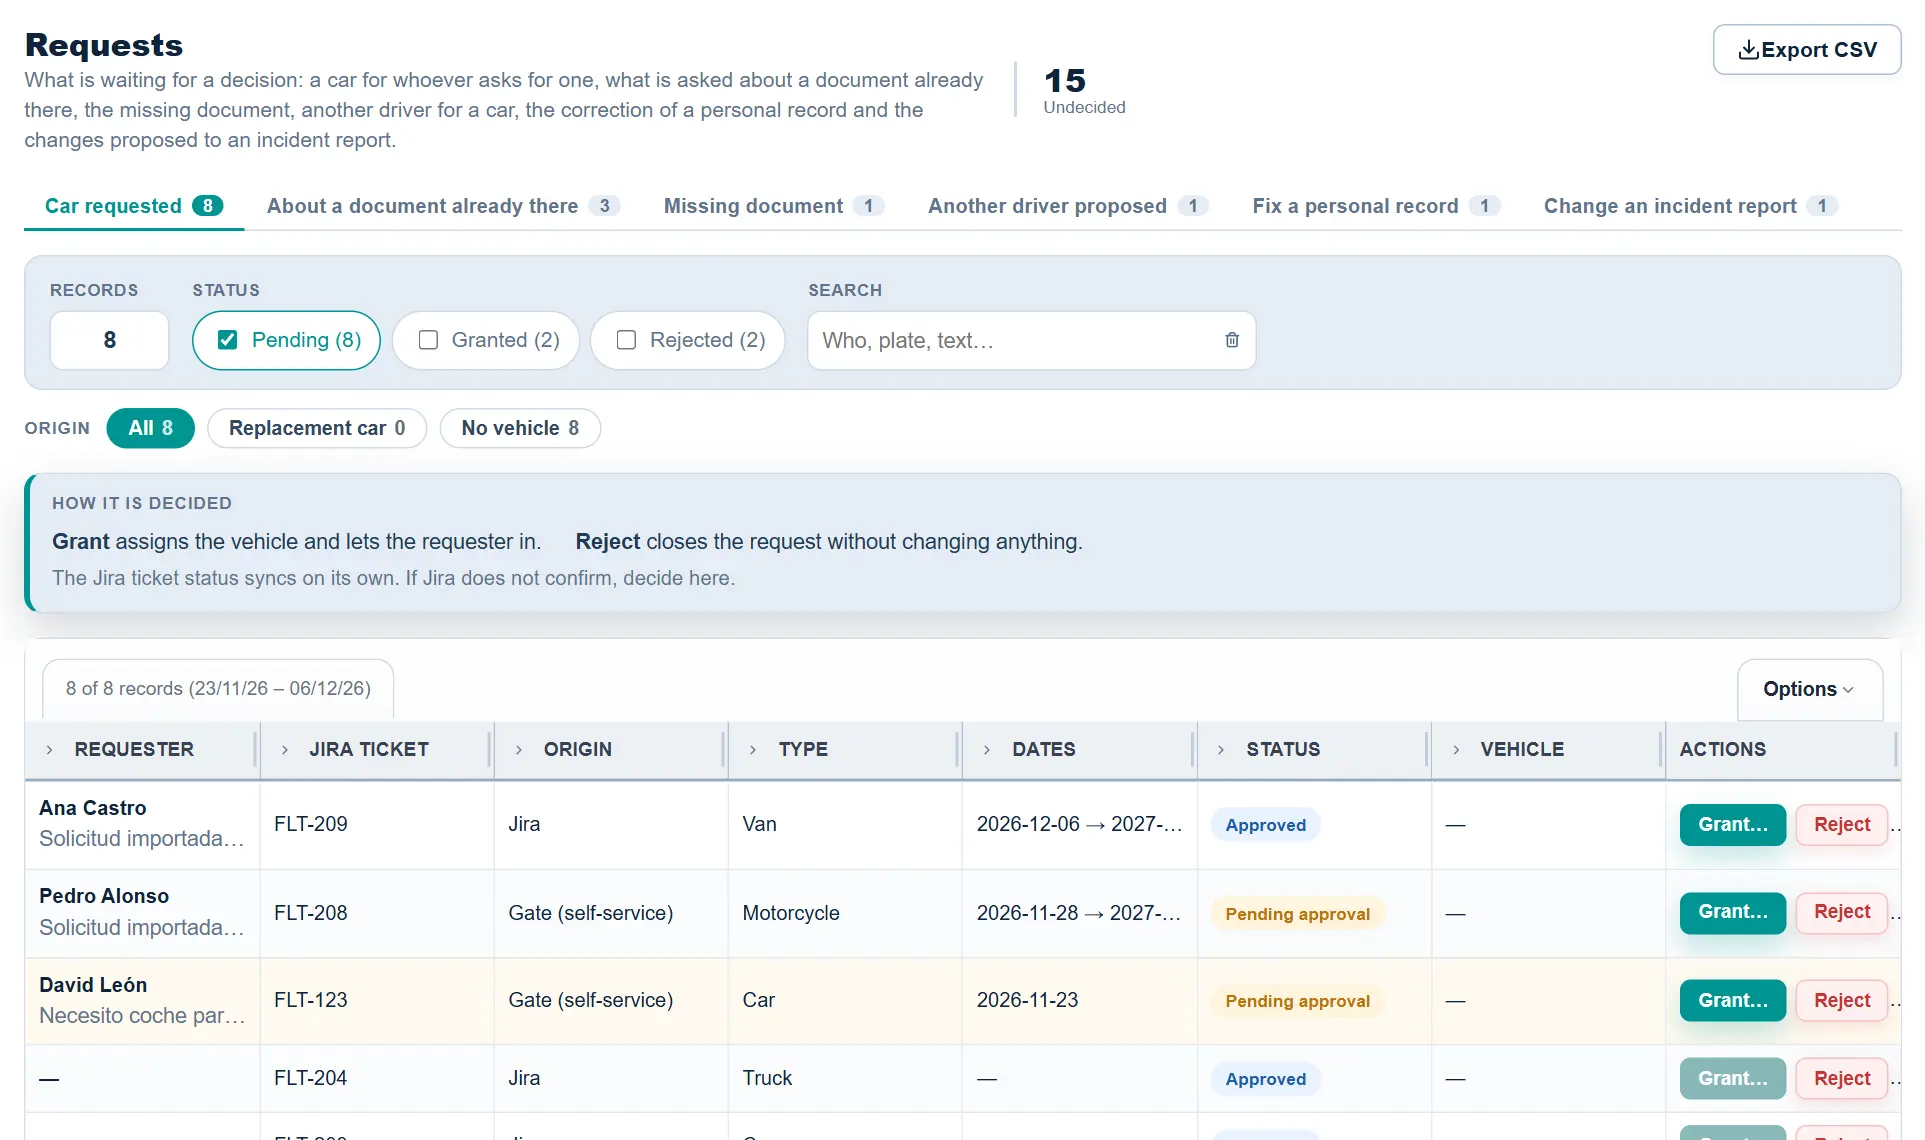 Requests
What is waiting for a decision: a car for whoever asks for one, what is asked about a document already
there, the missing document, another driver for a car, the correction of a personal record and the
changes proposed to an incident report.
15
Undecided
Export CSV
Car requested 8
About a document already there 3
Missing document 1
Another driver proposed 1
Fix a personal record 1
Change an incident report 1
RECORDS
8
STATUS
Pending (8)
Granted (2)
Rejected (2)
SEARCH
Who, plate, text…
ORIGIN
All 8
Replacement car 0
No vehicle 8
HOW IT IS DECIDED
Grant assigns the vehicle and lets the requester in. Reject closes the request without changing anything.
The Jira ticket status syncs on its own. If Jira does not confirm, decide here.
8 of 8 records (23/11/26 – 06/12/26)
Options
REQUESTER JIRA TICKET ORIGIN TYPE DATES STATUS VEHICLE ACTIONS
Ana Castro
Solicitud importada…
FLT-209 Jira Van 2026-12-06 → 2027-… Approved — Grant… Reject …
Pedro Alonso
Solicitud importada…
FLT-208 Gate (self-service) Motorcycle 2026-11-28 → 2027-… Pending approval — Grant… Reject …
David León
Necesito coche par…
FLT-123 Gate (self-service) Car 2026-11-23 Pending approval — Grant… Reject …
— FLT-204 Jira Truck — Approved — Grant… Reject …